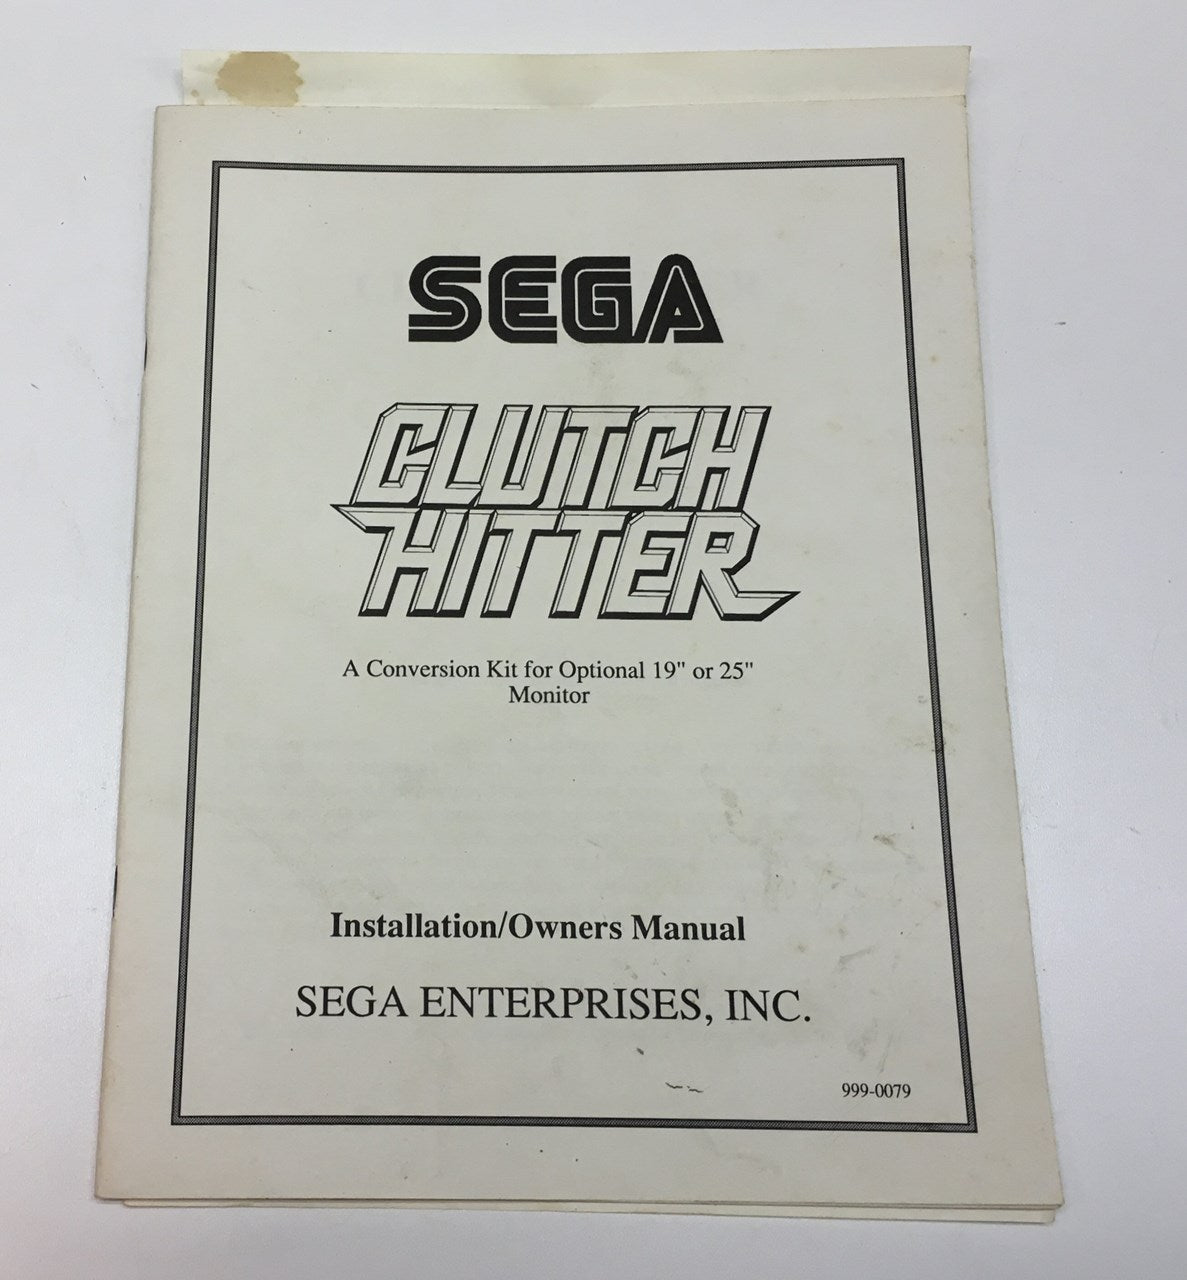 SEGA
CLUTCH
HITTER
A Conversion Kit for Optional 19" or 25"
Monitor
Installation/Owners Manual
SEGA ENTERPRISES, INC.
999-0079